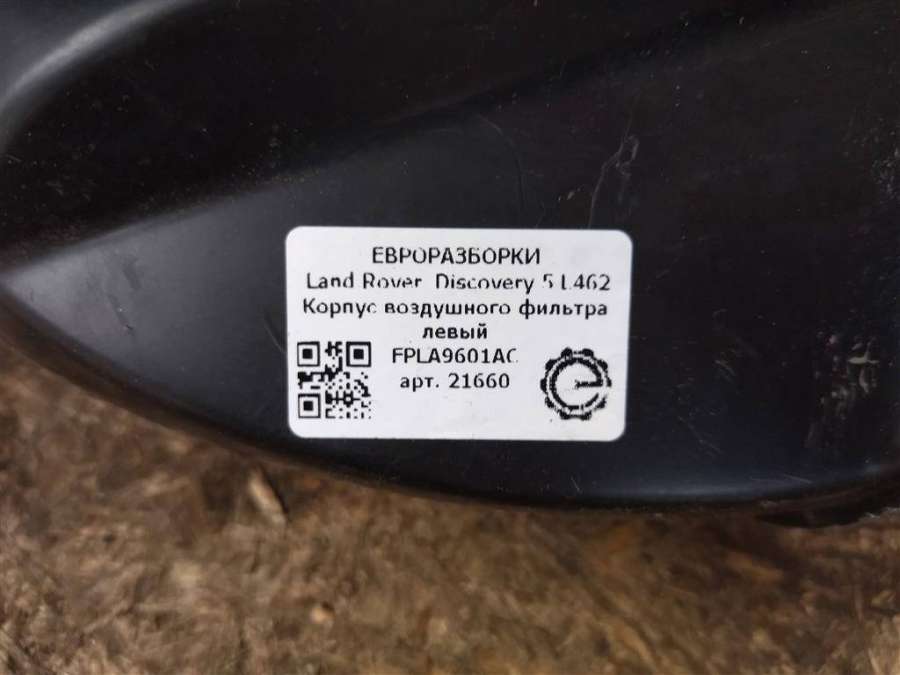 ЕВРОРАЗБОРКИ
Land Rover Discovery 5 L462
Корпус воздушного фильтра
левый
FPLA9601AC
арт. 21660